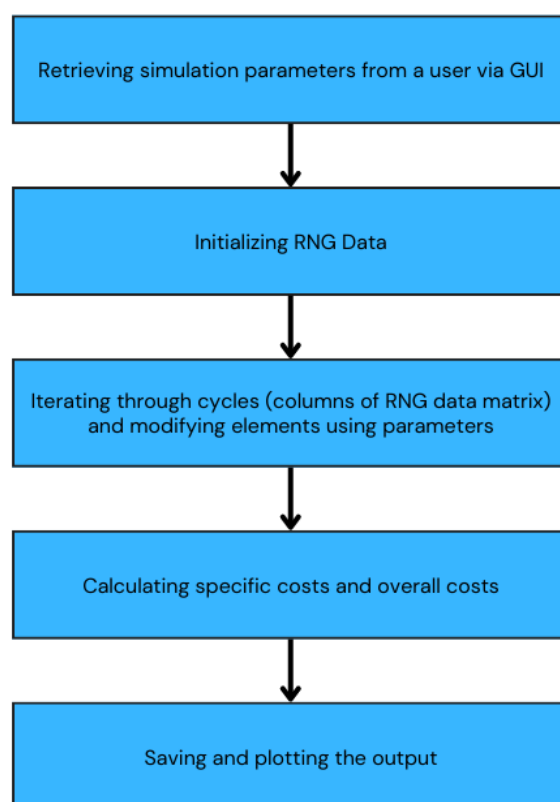 Retrieving simulation parameters from a user via GUI
Initializing RNG Data
Iterating through cycles (columns of RNG data matrix)
and modifying elements using parameters
Calculating specific costs and overall costs
Saving and plotting the output